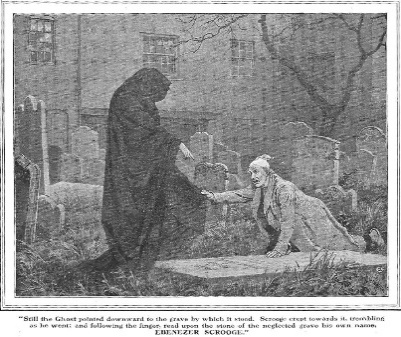 "Still the Ghost pointed downward to the grave by which it stood. Scrooge crept towards it, trembling
as he went; and following the finger, read upon the stone of the neglected grave his own name,
EBENEZER SCROOGE."